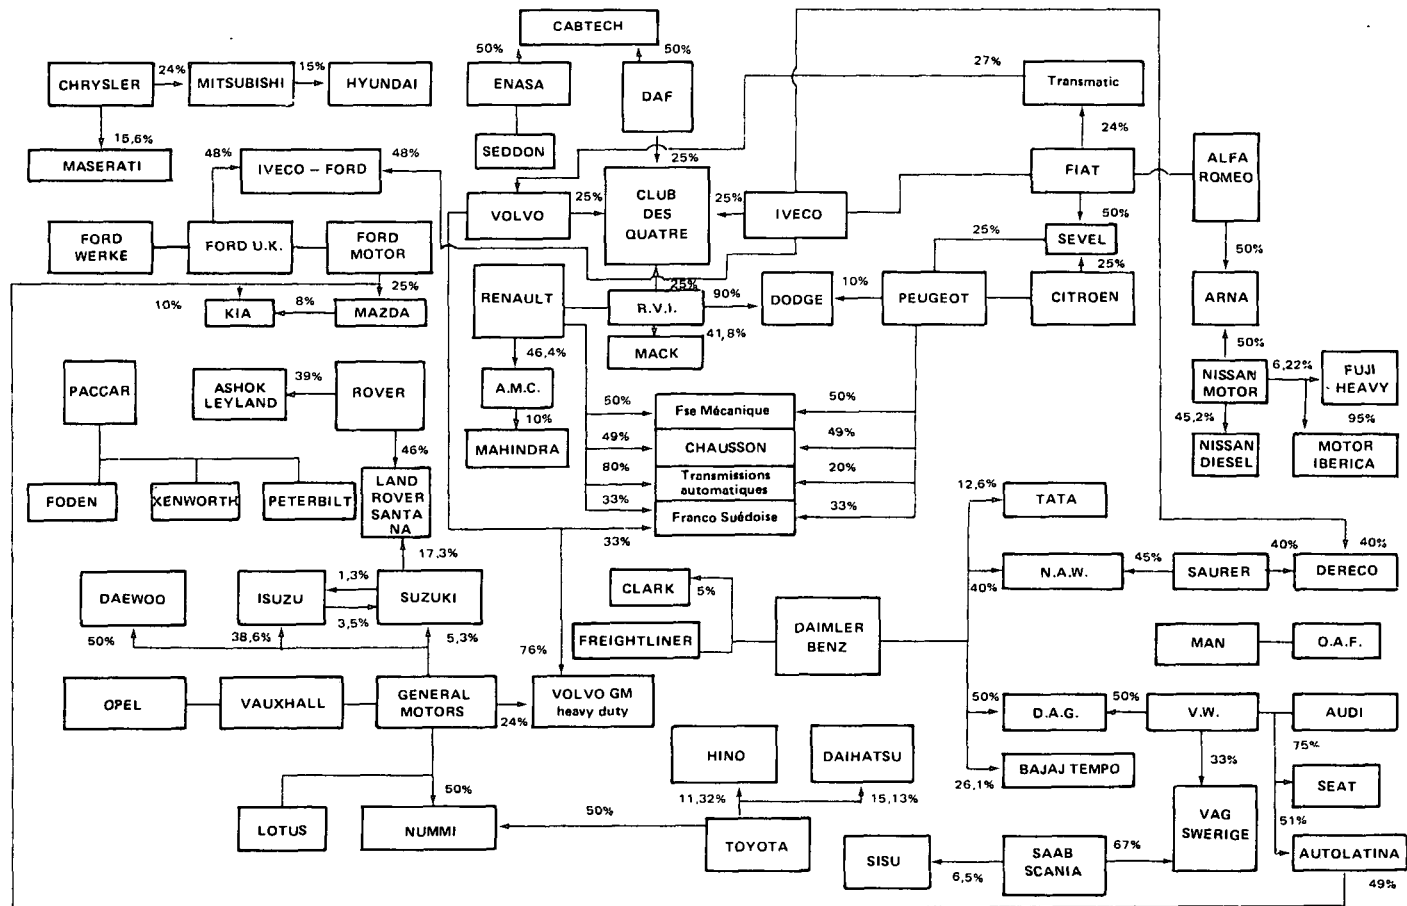 CABTECH
50%
50%
CHRYSLER
24%
MITSUBISHI
15%
HYUNDAI
ENASA
DAF
27%
Transmatic
15,6%
MASERATI
48%
IVECO – FORD
48%
SEDDON
25%
24%
FIAT
ALFA
ROMEO
VOLVO
25%
CLUB
DES
QUATRE
25%
IVECO
50%
SEVEL
25%
25%
FORD
WERKE
FORD U.K.
FORD
MOTOR
50%
10%
KIA
8%
25%
MAZDA
RENAULT
25%
R.V.I.
90%
DODGE
10%
PEUGEOT
CITROEN
ARNA
41,8%
MACK
50%
PACCAR
ASHOK
LEYLAND
39%
ROVER
46,4%
A.M.C.
10%
MAHINDRA
NISSAN
MOTOR
6,22%
FUJI
HEAVY
45,2%
95%
NISSAN
DIESEL
MOTOR
IBERICA
50%
Fse Mécanique
50%
49%
CHAUSSON
49%
80%
Transmissions
automatiques
20%
33%
Franco Suédoise
33%
33%
46%
FODEN
XENWORTH
PETERBILT
LAND
ROVER
SANTA
NA
17,3%
12,6%
TATA
DAEWOO
ISUZU
1,3%
3,5%
SUZUKI
50%
38,6%
5,3%
CLARK
5%
FREIGHTLINER
DAIMLER
BENZ
40%
N.A.W.
45%
SAURER
40%
40%
DERECO
MAN
O.A.F.
76%
OPEL
VAUXHALL
GENERAL
MOTORS
24%
VOLVO GM
heavy duty
50%
D.A.G.
50%
V.W.
AUDI
75%
HINO
DAIHATSU
26,1%
BAJAJ TEMPO
33%
SEAT
11,32%
15,13%
50%
50%
LOTUS
NUMMI
TOYOTA
VAG
SWERIGE
51%
SISU
6,5%
SAAB
SCANIA
67%
AUTOLATINA
49%